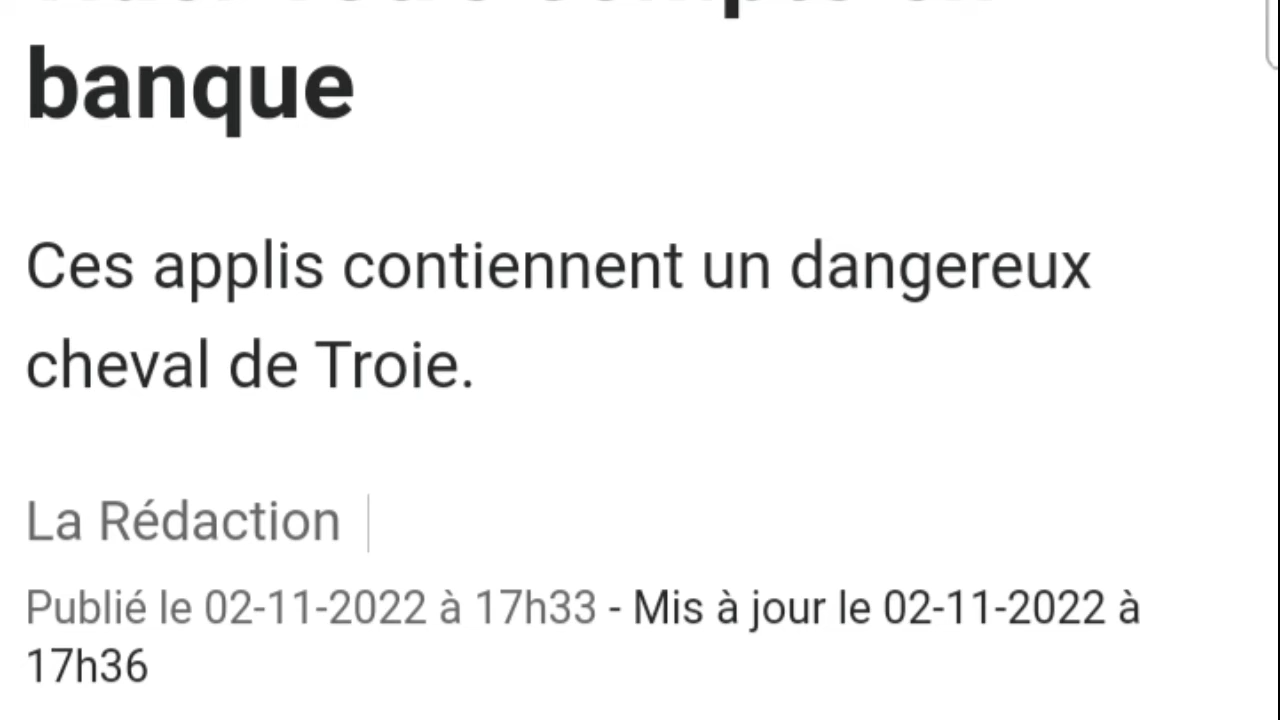 banque
Ces applis contiennent un dangereux
cheval de Troie.
La Rédaction
Publié le 02-11-2022 à 17h33 - Mis à jour le 02-11-2022 à
17h36